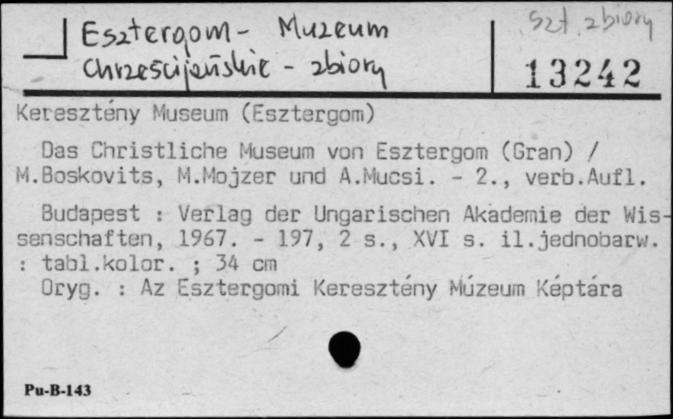 Esztergom - Muzeum
Chrześcijańskie - zbiory
szt. zbiory
13242
Keresztény Museum (Esztergom)
Das Christliche Museum von Esztergom (Gran) /
M.Boskovits, M.Mojzer und A.Mucsi. - 2., verb.Aufl.
Budapest : Verlag der Ungarischen Akademie der Wis-
senschaften, 1967. - 197, 2 s., XVI s. il.jednobarw.
: tabl.kolor. ; 34 cm
Oryg. : Az Esztergomi Keresztény Múzeum Képtára
Pu-B-143